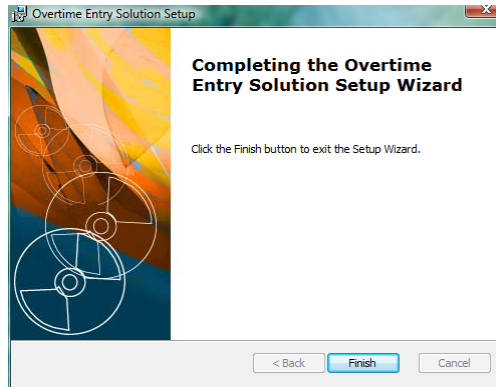 Overtime Entry Solution Setup
Completing the Overtime
Entry Solution Setup Wizard
Click the Finish button to exit the Setup Wizard.
< Back
Finish
Cancel